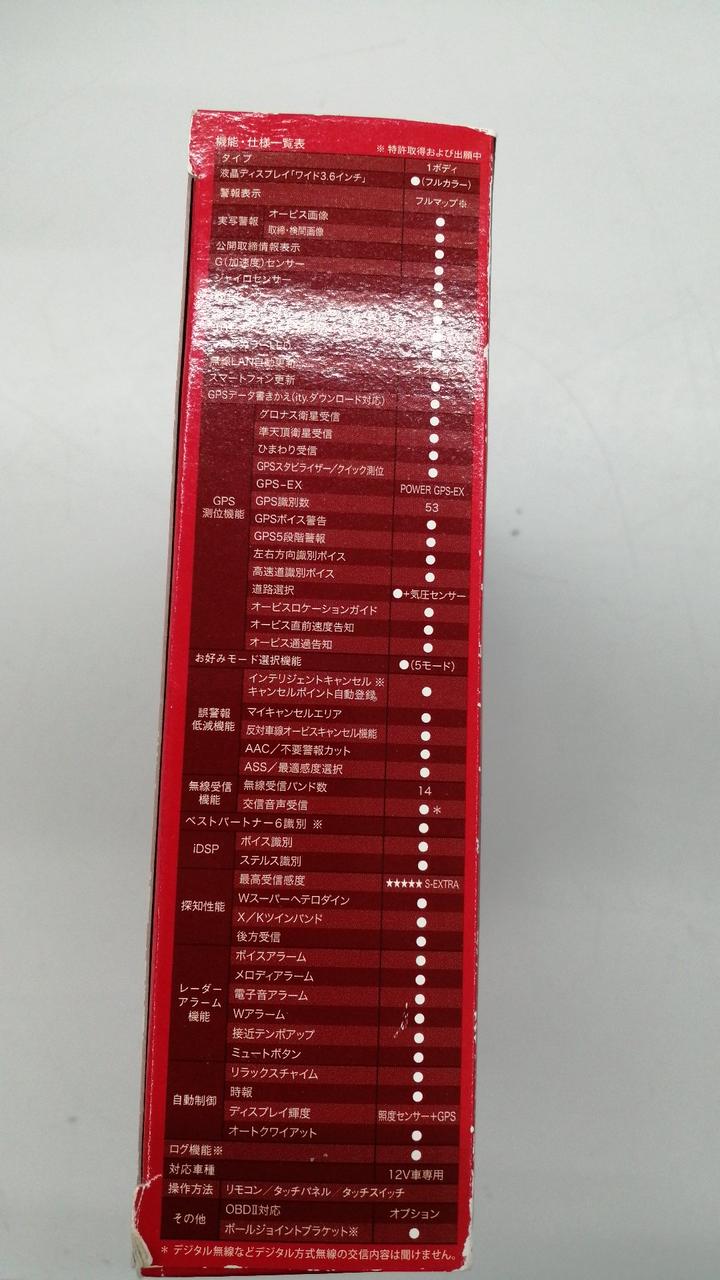 機能・仕様一覧表 ※ 特許取得および出願中
タイプ 1ボディ
液晶ディスプレイ「ワイド3.6インチ」 ●(フルカラー)
警報表示 フルマップ※
実写警報 オービス画像 ●
取締・検問画像 ●
公開取締情報表示 ●
G(加速度)センサー ●
ジャイロセンサー ●
無線LAN自動更新
スマートフォン更新 ●
GPSデータ書きかえ(ity.ダウンロード対応) ●
GPS測位機能 グロナス衛星受信 ●
準天頂衛星受信 ●
ひまわり受信 ●
GPSスタビライザー/クイック測位 ●
GPS-EX POWER GPS-EX
GPS識別数 53
GPSボイス警告 ●
GPS5段階警報 ●
左右方向識別ボイス ●
高速道識別ボイス ●
道路選択 ●+気圧センサー
オービスロケーションガイド ●
オービス直前速度告知 ●
オービス通過告知 ●
お好みモード選択機能 ●(5モード)
誤警報低減機能 インテリジェントキャンセル ※
キャンセルポイント自動登録 ●
マイキャンセルエリア ●
反対車線オービスキャンセル機能 ●
AAC/不要警報カット ●
ASS/最適感度選択 ●
無線受信機能 無線受信バンド数 14
交信音声受信 ●*
ベストパートナー6識別 ※ ●
iDSP ボイス識別 ●
ステルス識別 ●
探知性能 最高受信感度 ★★★★★ S-EXTRA
Wスーパーヘテロダイン ●
X/Kツインバンド ●
後方受信 ●
レーダーアラーム機能 ボイスアラーム ●
メロディアラーム ●
電子音アラーム ●
Wアラーム ●
接近テンポアップ ●
ミュートボタン ●
自動制御 リラックスチャイム ●
時報 ●
ディスプレイ輝度 照度センサー+GPS
オートクワイアット ●
ログ機能※ ●
対応車種 12V車専用
操作方法 リモコン/タッチパネル/タッチスイッチ
その他 OBDⅡ対応 オプション
ボールジョイントブラケット※ ●
* デジタル無線などデジタル方式無線の交信内容は聞けません。